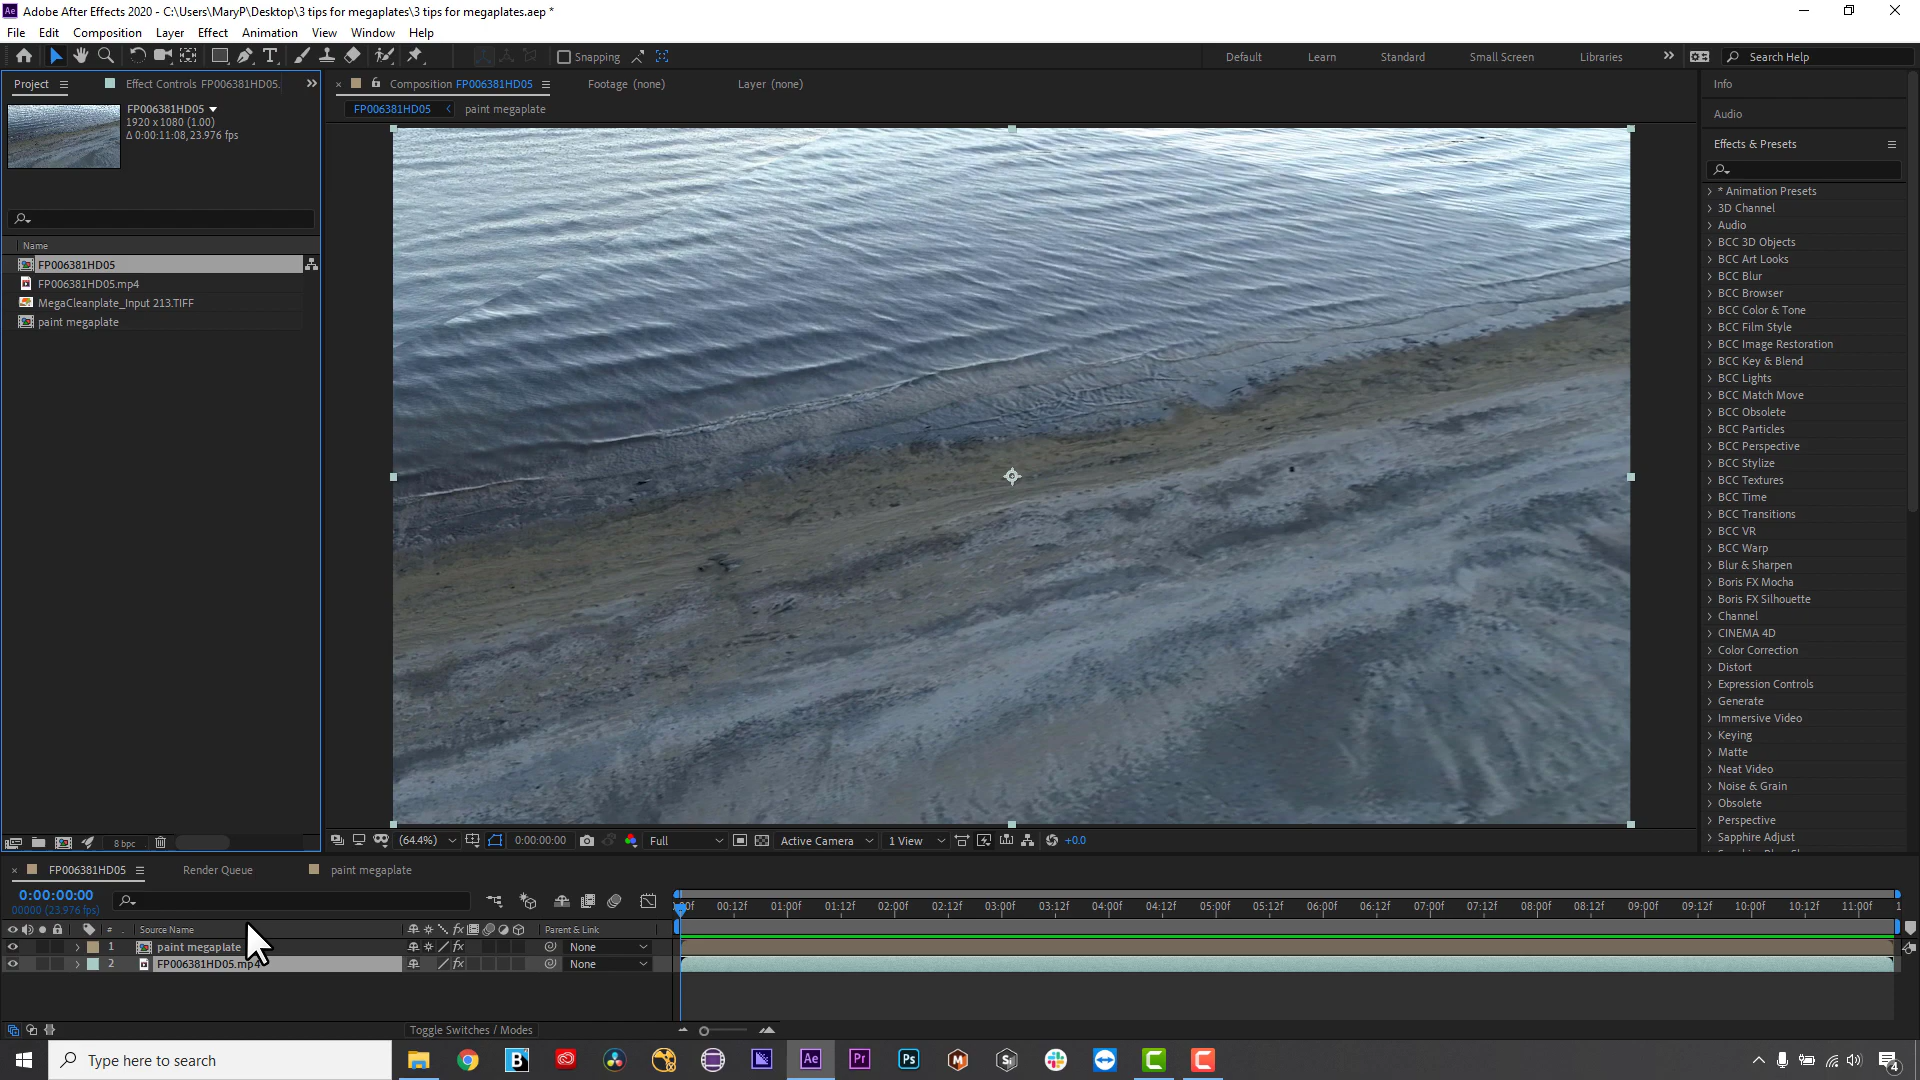 Adobe After Effects 2020 - C:\Users\MaryP\Desktop\3 tips for megaplates\3 tips for megaplates.aep *
File Edit Composition Layer Effect Animation View Window Help
Snapping
Default Learn Standard Small Screen Libraries Search Help
Project Effect Controls FP006381HD05.
FP006381HD05
1920 x 1080 (1.00)
Δ 0:00:11:08, 23.976 fps
Name
FP006381HD05
FP006381HD05.mp4
MegaCleanplate_Input 213.TIFF
paint megaplate
8 bpc
Composition FP006381HD05 Footage (none) Layer (none)
FP006381HD05 paint megaplate
(64.4%) 0:00:00:00 Full Active Camera 1 View +0.0
Info
Audio
Effects & Presets
* Animation Presets
3D Channel
Audio
BCC 3D Objects
BCC Art Looks
BCC Blur
BCC Browser
BCC Color & Tone
BCC Film Style
BCC Image Restoration
BCC Key & Blend
BCC Lights
BCC Match Move
BCC Obsolete
BCC Particles
BCC Perspective
BCC Stylize
BCC Textures
BCC Time
BCC Transitions
BCC VR
BCC Warp
Blur & Sharpen
Boris FX Mocha
Boris FX Silhouette
Channel
CINEMA 4D
Color Correction
Distort
Expression Controls
Generate
Immersive Video
Keying
Matte
Neat Video
Noise & Grain
Obsolete
Perspective
Sapphire Adjust
FP006381HD05 Render Queue paint megaplate
0:00:00:00
00000 (23.976 fps)
00:12f 01:00f 01:12f 02:00f 02:12f 03:00f 03:12f 04:00f 04:12f 05:00f 05:12f 06:00f 06:12f 07:00f 07:12f 08:00f 08:12f 09:00f 09:12f 10:00f 10:12f 11:00f
# Source Name Parent & Link
1 paint megaplate None
2 FP006381HD05.mp4 None
Toggle Switches / Modes
Type here to search